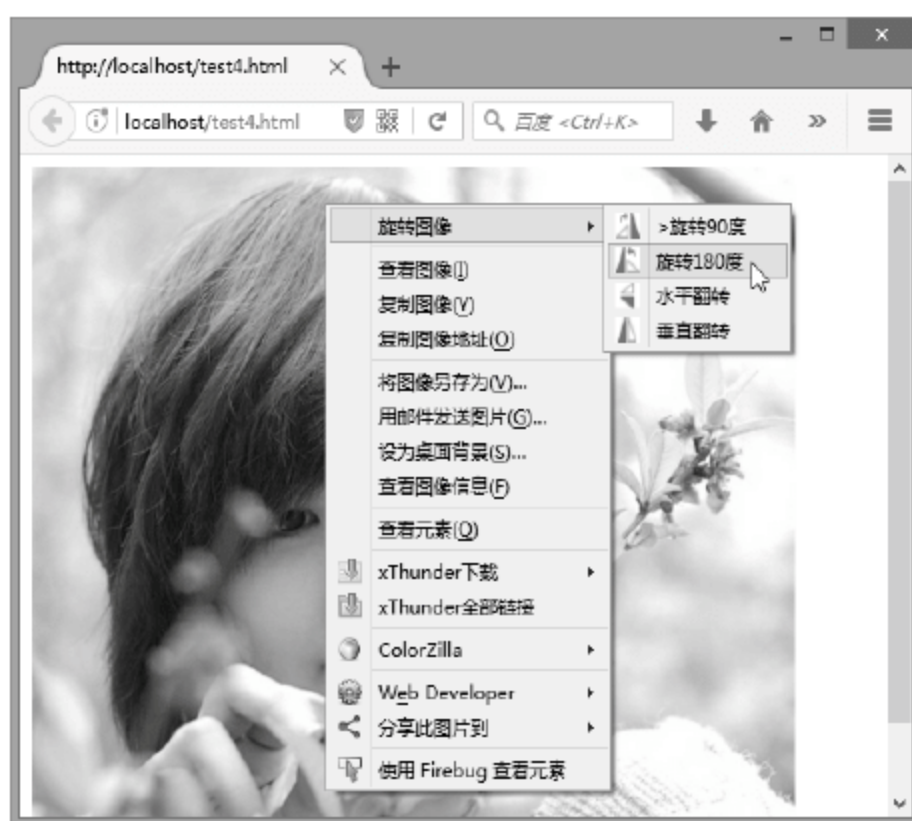 http://localhost/test4.html
localhost/test4.html
百度 <Ctrl+K>
旋转图像
>旋转90度
旋转180度
水平翻转
垂直翻转
查看图像(I)
复制图像(Y)
复制图像地址(O)
将图像另存为(V)...
用邮件发送图片(G)...
设为桌面背景(S)...
查看图像信息(F)
查看元素(Q)
xThunder下载
xThunder全部链接
ColorZilla
Web Developer
分享此图片到
使用 Firebug 查看元素